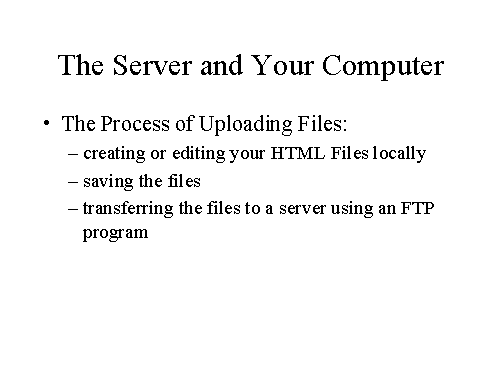 The Server and Your Computer
• The Process of Uploading Files:
– creating or editing your HTML Files locally
– saving the files
– transferring the files to a server using an FTP
program